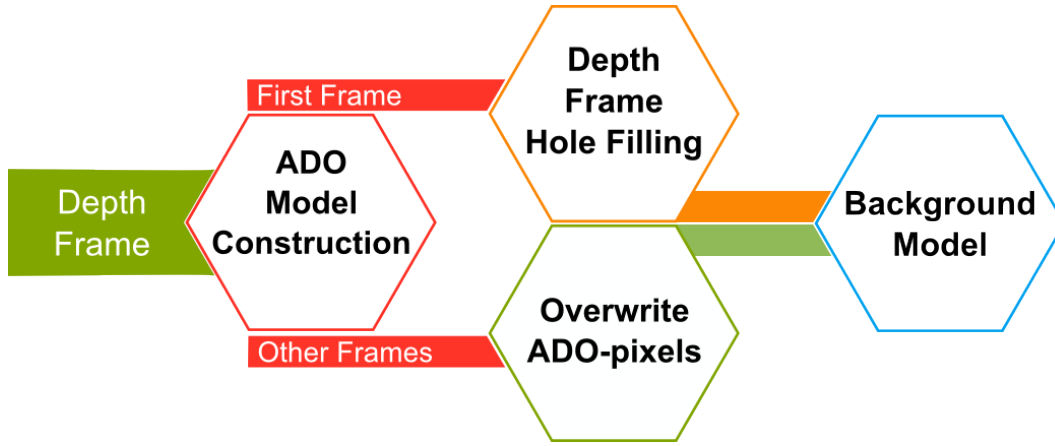 Depth
Frame
ADO
Model
Construction
First Frame
Other Frames
Depth
Frame
Hole Filling
Overwrite
ADO-pixels
Background
Model